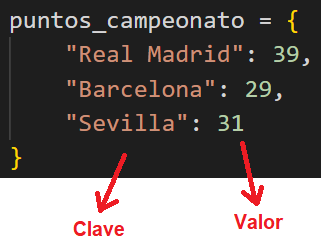 puntos_campeonato = {
    "Real Madrid": 39,
    "Barcelona": 29,
    "Sevilla": 31
}
Clave
Valor